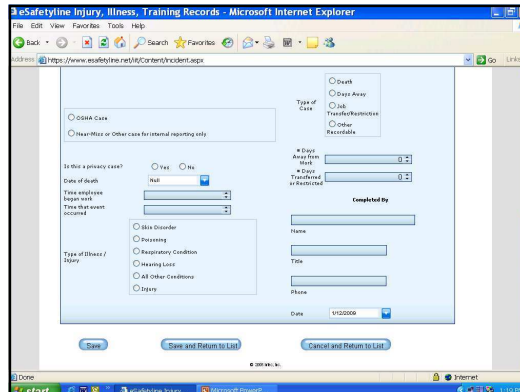 eSafetyline Injury, Illness, Training Records - Microsoft Internet Explorer
File Edit View Favorites Tools Help
Back Search Favorites
Address https://www.esafetyline.net/iit/Content/Incident.aspx Go Links
OSHA Case
Near-Miss or Other case for internal reporting only
Type of Case
Death
Days Away
Job Transfer/Restriction
Other Recordable
Is this a privacy case? Yes No
Date of death Null
Time employee began work
Time that event occurred
# Days Away from Work 0
# Days Transferred or Restricted 0
Type of Illness / Injury
Skin Disorder
Poisoning
Respiratory Condition
Hearing Loss
All Other Conditions
Injury
Completed By
Name
Title
Phone
Date 1/12/2009
Save Save and Return to List Cancel and Return to List
Done Internet
start eSafetyline Injury, Microsoft PowerP 1:19 P